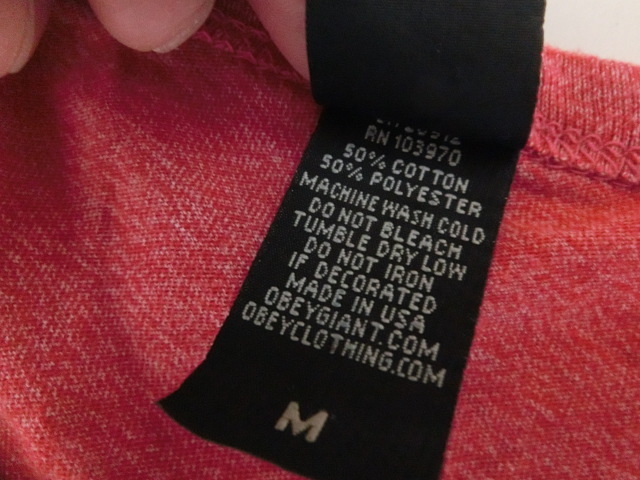 RN 103970
50% COTTON
50% POLYESTER
MACHINE WASH COLD
DO NOT BLEACH
TUMBLE DRY LOW
DO NOT IRON
IF DECORATED
MADE IN USA
OBEYGIANT.COM
OBEYCLOTHING.COM
M